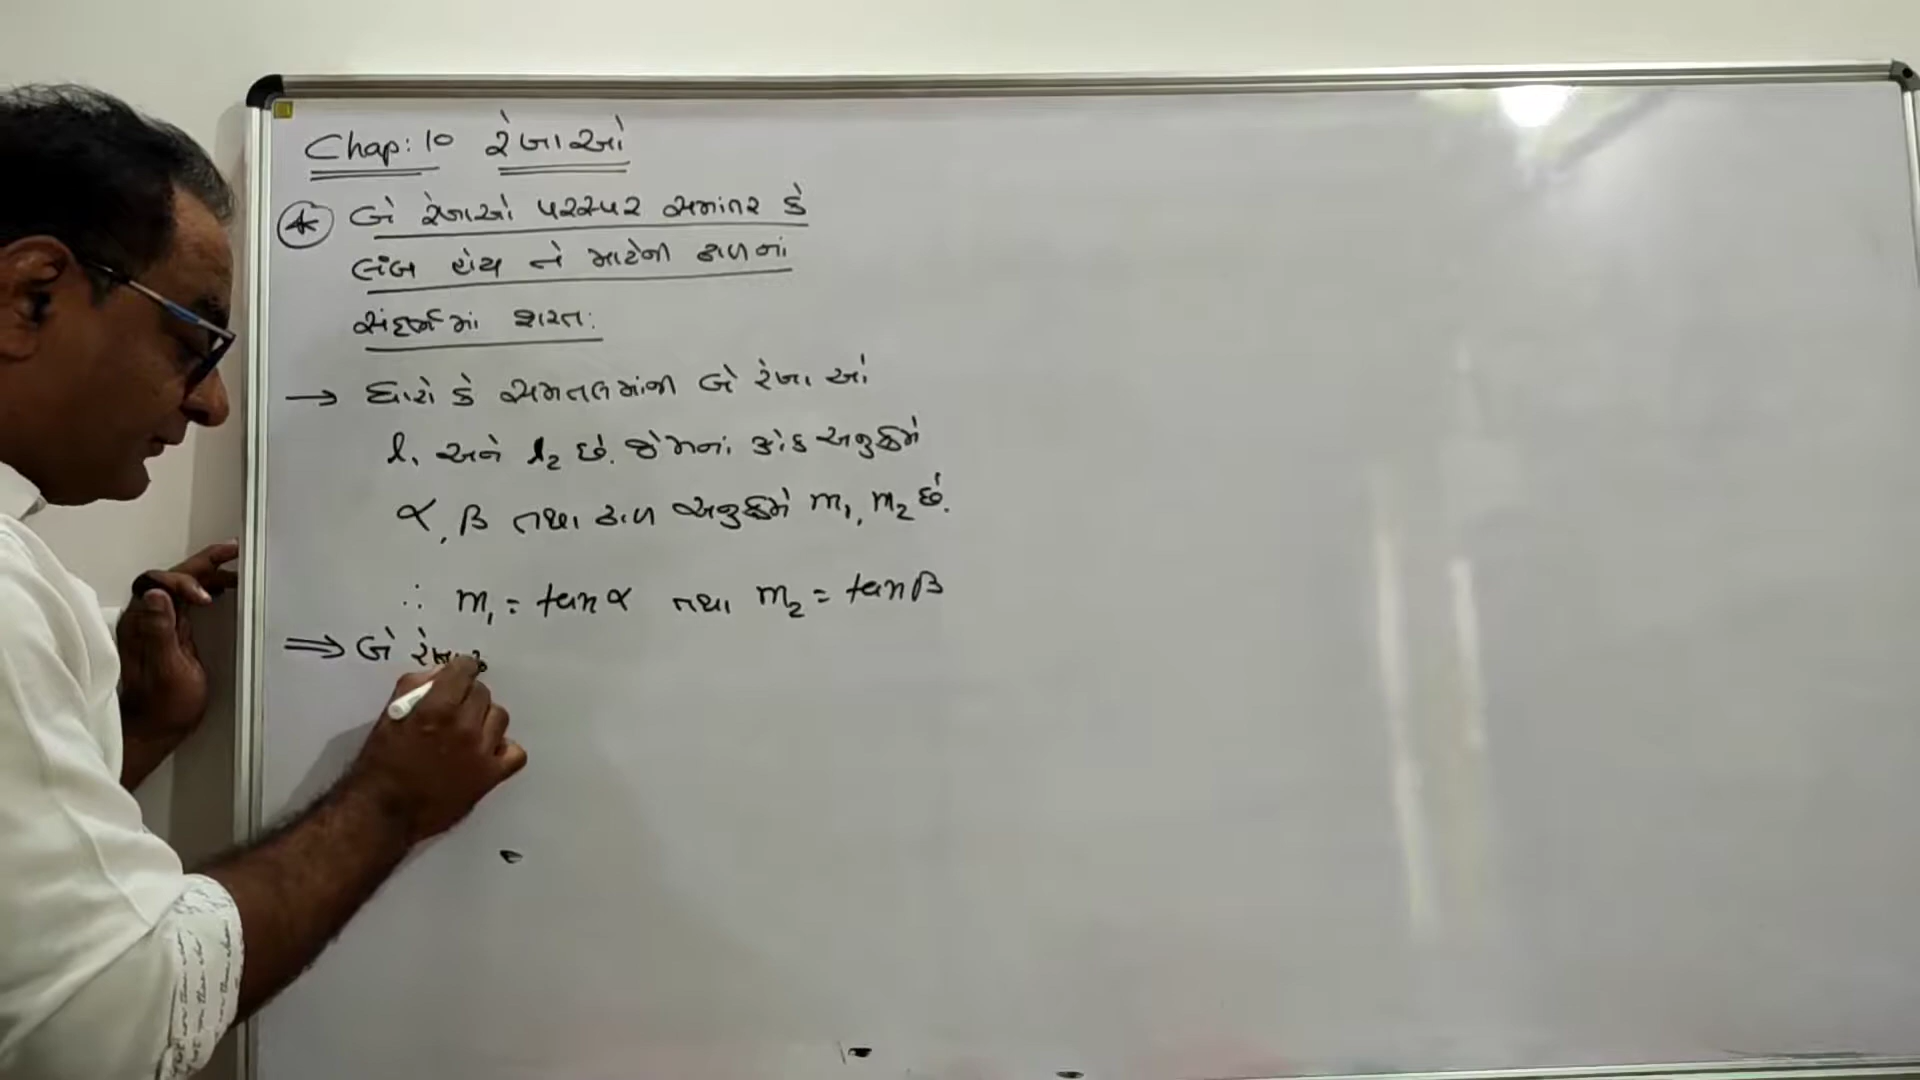 Chap: 10 રેખાઓ
* બે રેખાઓ પરસ્પર સમાંતર કે
લંબ હોય તે માટેની ઢાળનાં
સંદર્ભમાં શરત:
→ ધારો કે સમતલમાંની બે રેખાઓ
l₁ અને l₂ છે. જેમનાં કોણ અનુક્રમે
α, β તથા ઢાળ અનુક્રમે m₁, m₂ છે.
∴ m₁ = tan α તથા m₂ = tan β
⇒ બે